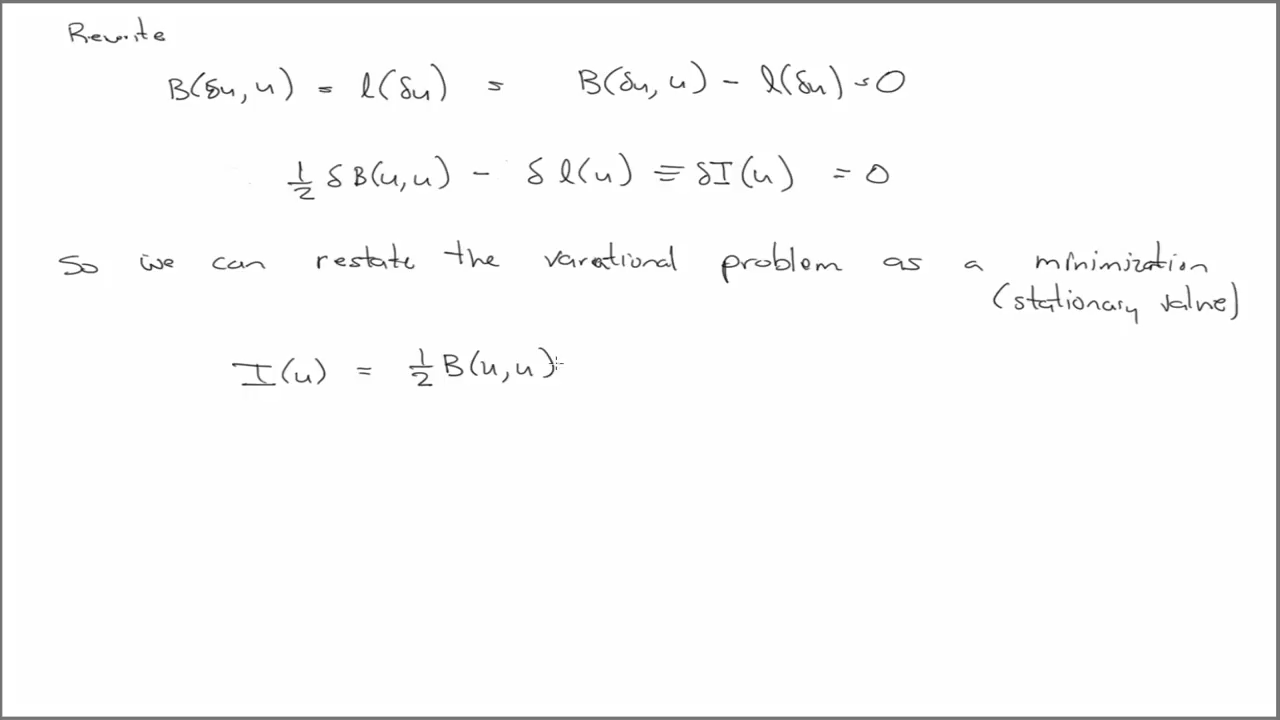 Rewrite
B(δu, u) = l(δu) = B(δu, u) - l(δu) = 0
½ δB(u, u) - δ l(u) ≡ δI(u) = 0
So we can restate the varational problem as a minimization
(stationary value)
I(u) = ½ B(u, u)